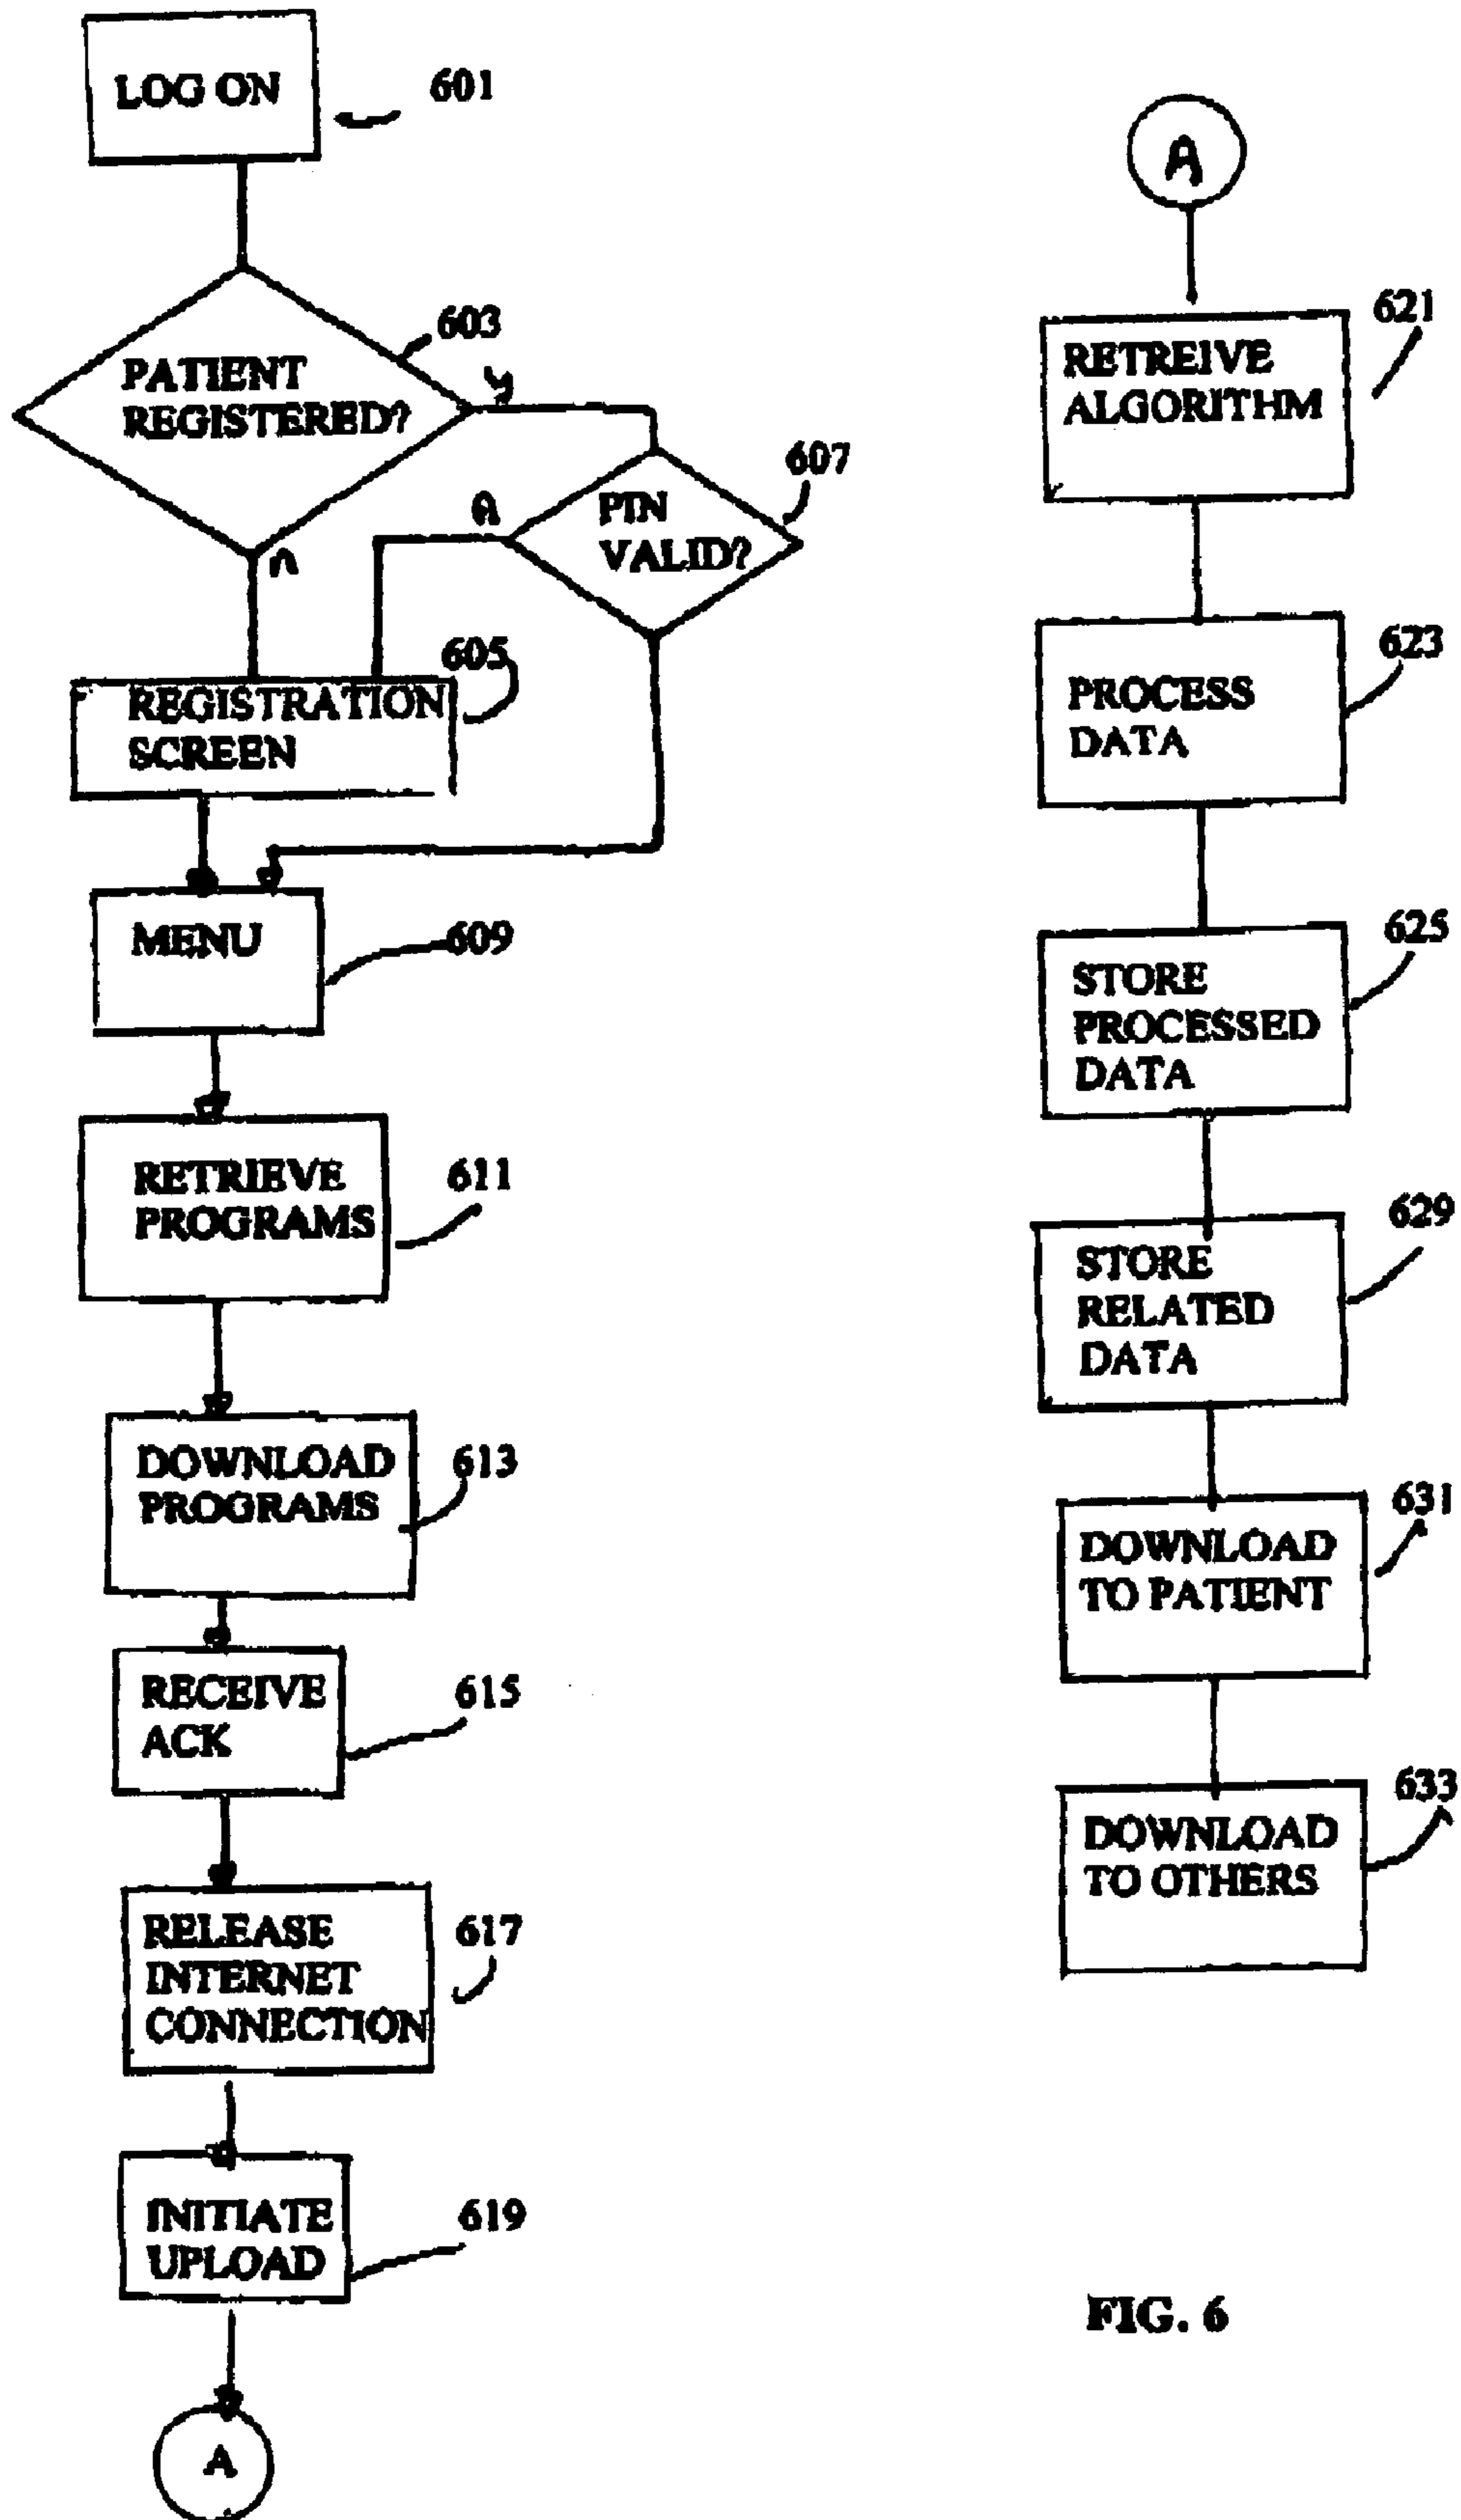 LOG ON
601
PATIENT
REGISTERED?
603
y
n
PIN
VALID?
607
REGISTRATION
SCREEN
605
MENU
609
RETRIEVE
PROGRAMS
611
DOWNLOAD
PROGRAMS
613
RECEIVE
ACK
615
RELEASE
INTERNET
CONNECTION
617
INITIATE
UPLOAD
619
A
A
RETREIVE
ALGORITHM
621
PROCESS
DATA
623
STORE
PROCESSED
DATA
625
STORE
RELATED
DATA
629
DOWNLOAD
TO PATIENT
631
DOWNLOAD
TO OTHERS
633
FIG. 6